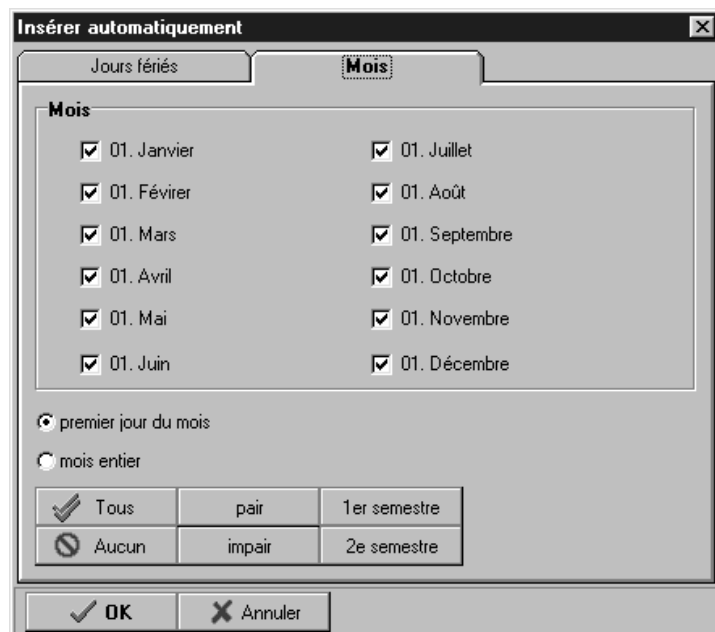 Insérer automatiquement
Jours fériés
Mois
Mois
01. Janvier
01. Févirer
01. Mars
01. Avril
01. Mai
01. Juin
01. Juillet
01. Août
01. Septembre
01. Octobre
01. Novembre
01. Décembre
premier jour du mois
mois entier
Tous pair 1er semestre
Aucun impair 2e semestre
OK Annuler